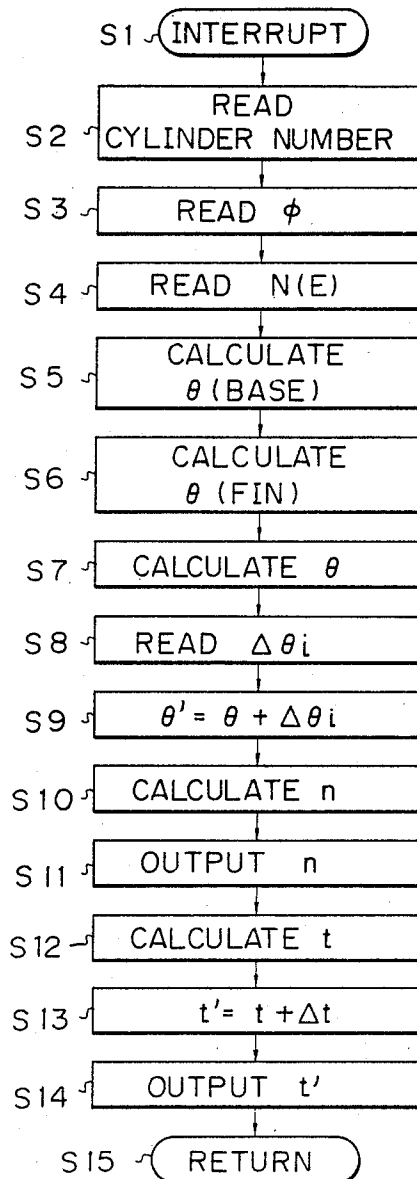 S1 INTERRUPT
READ
S2 CYLINDER NUMBER
S3 READ ϕ
S4 READ N(E)
CALCULATE
S5 θ (BASE)
CALCULATE
S6 θ (FIN)
S7 CALCULATE θ
S8 READ Δθi
S9 θ' = θ + Δθi
S10 CALCULATE n
S11 OUTPUT n
S12 CALCULATE t
S13 t' = t + Δt
S14 OUTPUT t'
S15 RETURN